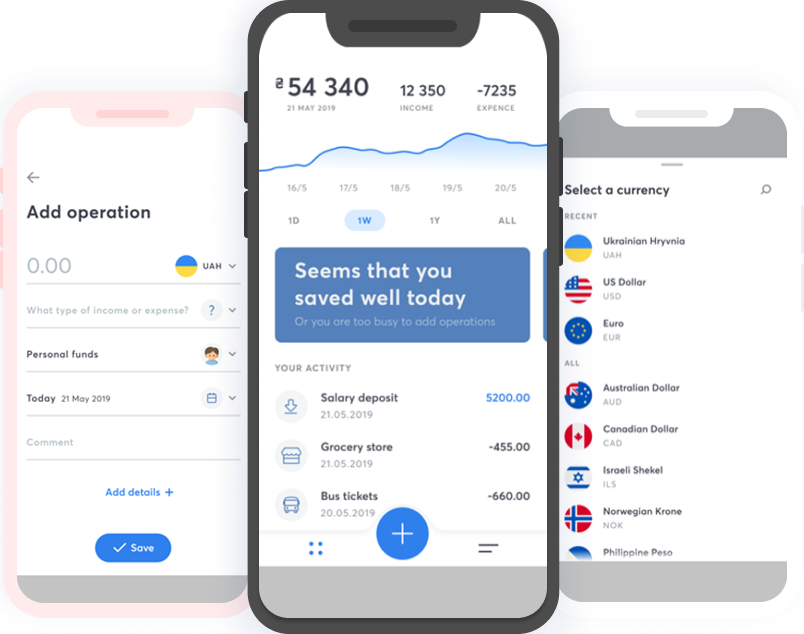 Add operation
0.00
UAH
What type of income or expense?
?
Personal funds
Today 21 May 2019
Comment
Add details +
Save
₴54 340
21 MAY 2019
12 350
INCOME
-7235
EXPENCE
16/5 17/5 18/5 19/5 20/5
1D 1W 1Y ALL
Seems that you
saved well today
Or you are too busy to add operations
YOUR ACTIVITY
Salary deposit 5200.00
21.05.2019
Grocery store -455.00
21.05.2019
Bus tickets -660.00
20.05.2019
Select a currency
RECENT
Ukrainian Hryvnia
UAH
US Dollar
USD
Euro
EUR
ALL
Australian Dollar
AUD
Canadian Dollar
CAD
Israeli Shekel
ILS
Norwegian Krone
NOK
Philippine Peso